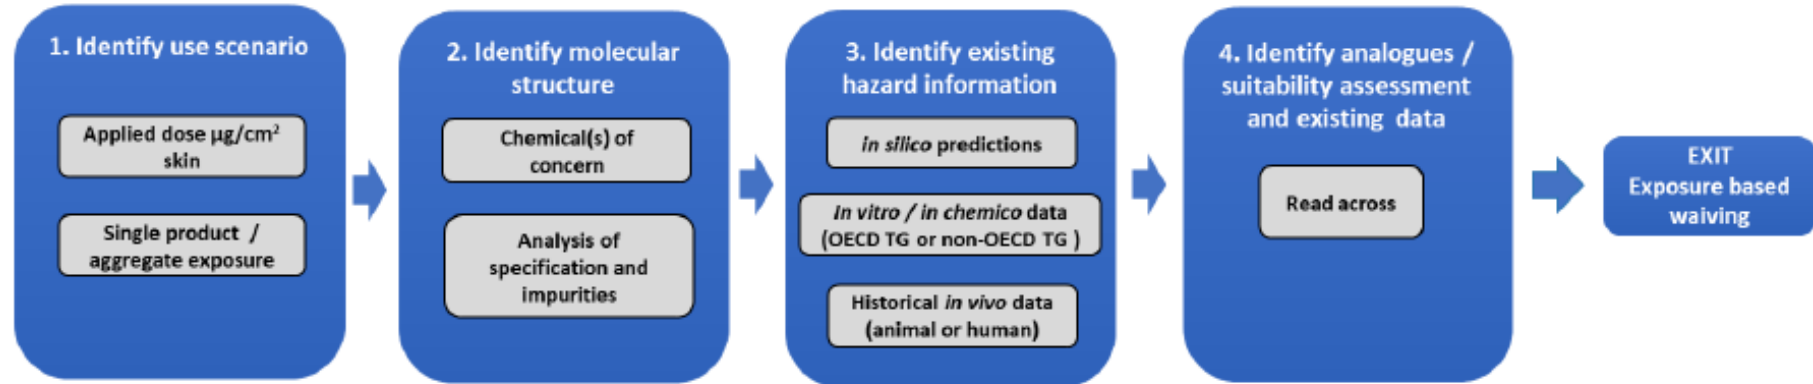 1. Identify use scenario
Applied dose µg/cm²
skin
Single product /
aggregate exposure
2. Identify molecular
structure
Chemical(s) of
concern
Analysis of
specification and
impurities
3. Identify existing
hazard information
in silico predictions
In vitro / in chemico data
(OECD TG or non-OECD TG )
Historical in vivo data
(animal or human)
4. Identify analogues /
suitability assessment
and existing data
Read across
EXIT
Exposure based
waiving